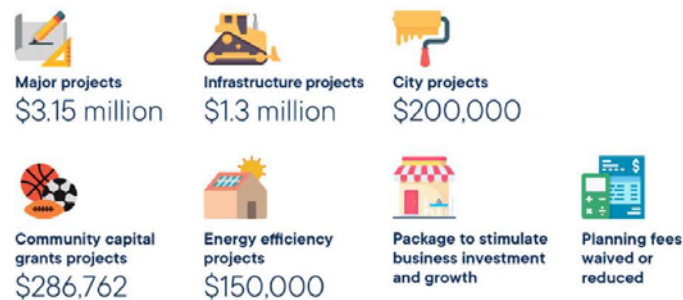 Major projects
$3.15 million
Infrastructure projects
$1.3 million
City projects
$200,000
Community capital
grants projects
$286,762
Energy efficiency
projects
$150,000
Package to stimulate
business investment
and growth
$
Planning fees
waived or
reduced